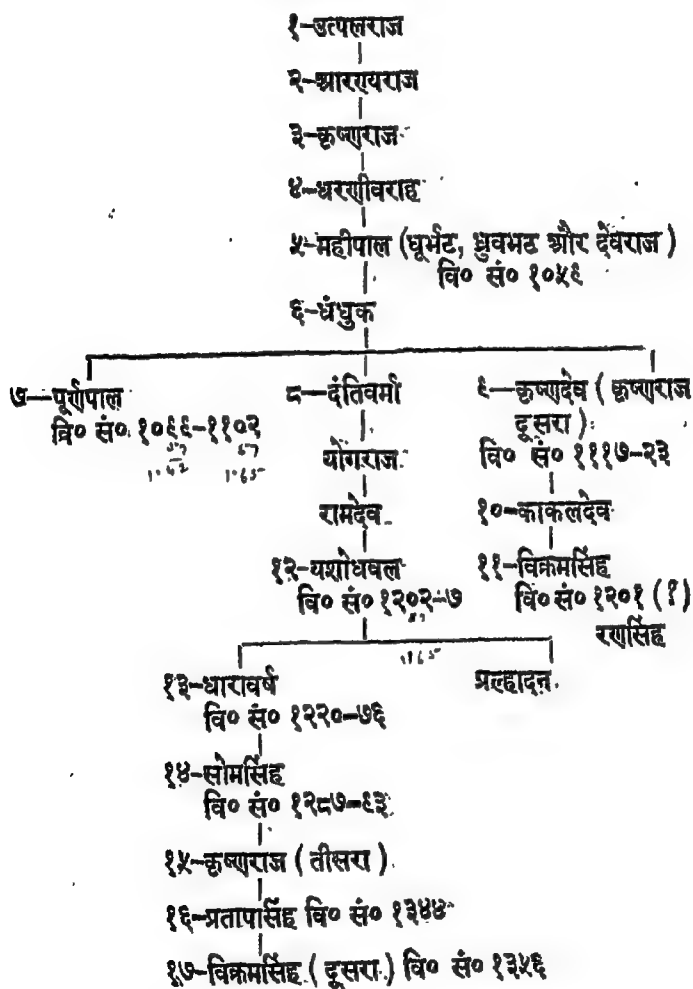 १-उत्पलराज
२-आरण्यराज
३-कृष्णराज
४-धरणीवराह
५-महीपाल (धूर्भट, ध्रुवभट और देवराज)
वि० सं० १०५९
६-धंधुक
७-पूर्णपाल
वि० सं० १०९९-११०२
८-दंतिवर्मा
योगराज
रामदेव
१२-यशोधवल
वि० सं० १२०२-७
९-कृष्णदेव (कृष्णराज
दूसरा)
वि० सं० १११७-२३
१०-काकलदेव
११-विक्रमसिंह
वि० सं० १२०१ (?)
रणसिंह
१३-धारावर्ष
वि० सं० १२२०-७६
प्रल्हादन
१४-सोमसिंह
वि० सं० १२८७-९३
१५-कृष्णराज (तीसरा)
१६-प्रतापसिंह वि० सं० १३४४
१७-विक्रमसिंह (दूसरा) वि० सं० १३५६